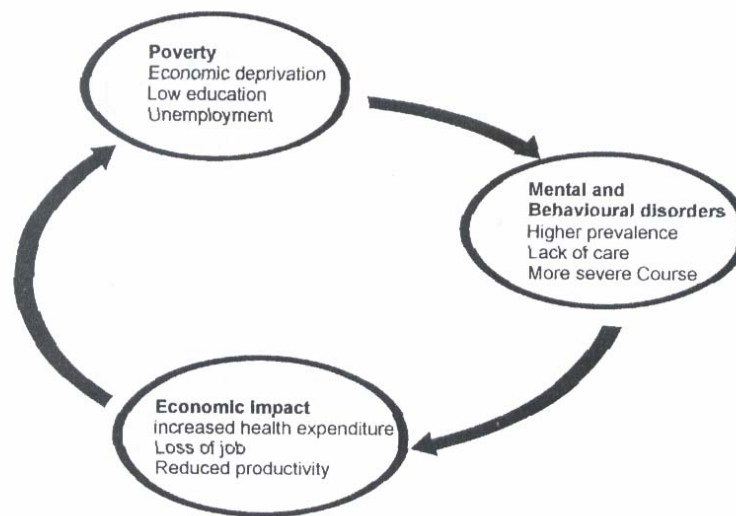 Poverty
Economic deprivation
Low education
Unemployment
Mental and
Behavioural disorders
Higher prevalence
Lack of care
More severe Course
Economic impact
increased health expenditure
Loss of job
Reduced productivity